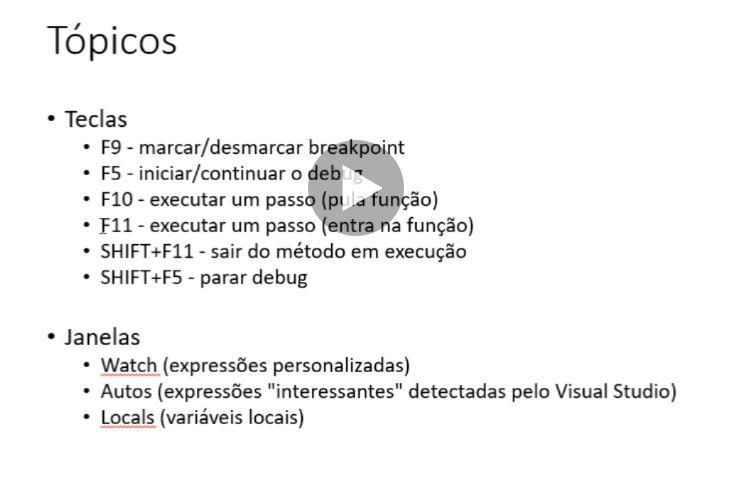 Tópicos
• Teclas
• F9 - marcar/desmarcar breakpoint
• F5 - iniciar/continuar o debug
• F10 - executar um passo (pula função)
• F11 - executar um passo (entra na função)
• SHIFT+F11 - sair do método em execução
• SHIFT+F5 - parar debug
• Janelas
• Watch (expressões personalizadas)
• Autos (expressões "interessantes" detectadas pelo Visual Studio)
• Locals (variáveis locais)